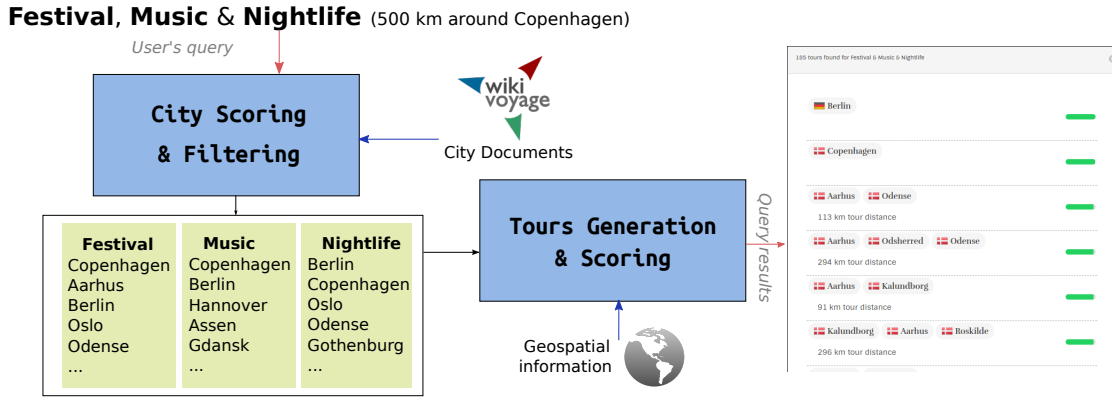 Festival, Music & Nightlife (500 km around Copenhagen)
User's query
City Scoring
& Filtering
wiki
voyage
City Documents
Festival
Copenhagen
Aarhus
Berlin
Oslo
Odense
...
Music
Copenhagen
Berlin
Hannover
Assen
Gdansk
...
Nightlife
Berlin
Copenhagen
Oslo
Odense
Gothenburg
...
Tours Generation
& Scoring
Geospatial
information
Query results
195 tours found for Festival & Music & Nightlife
Berlin
Copenhagen
Aarhus Odense
113 km tour distance
Aarhus Odsherred Odense
294 km tour distance
Aarhus Kalundborg
91 km tour distance
Kalundborg Aarhus Roskilde
296 km tour distance